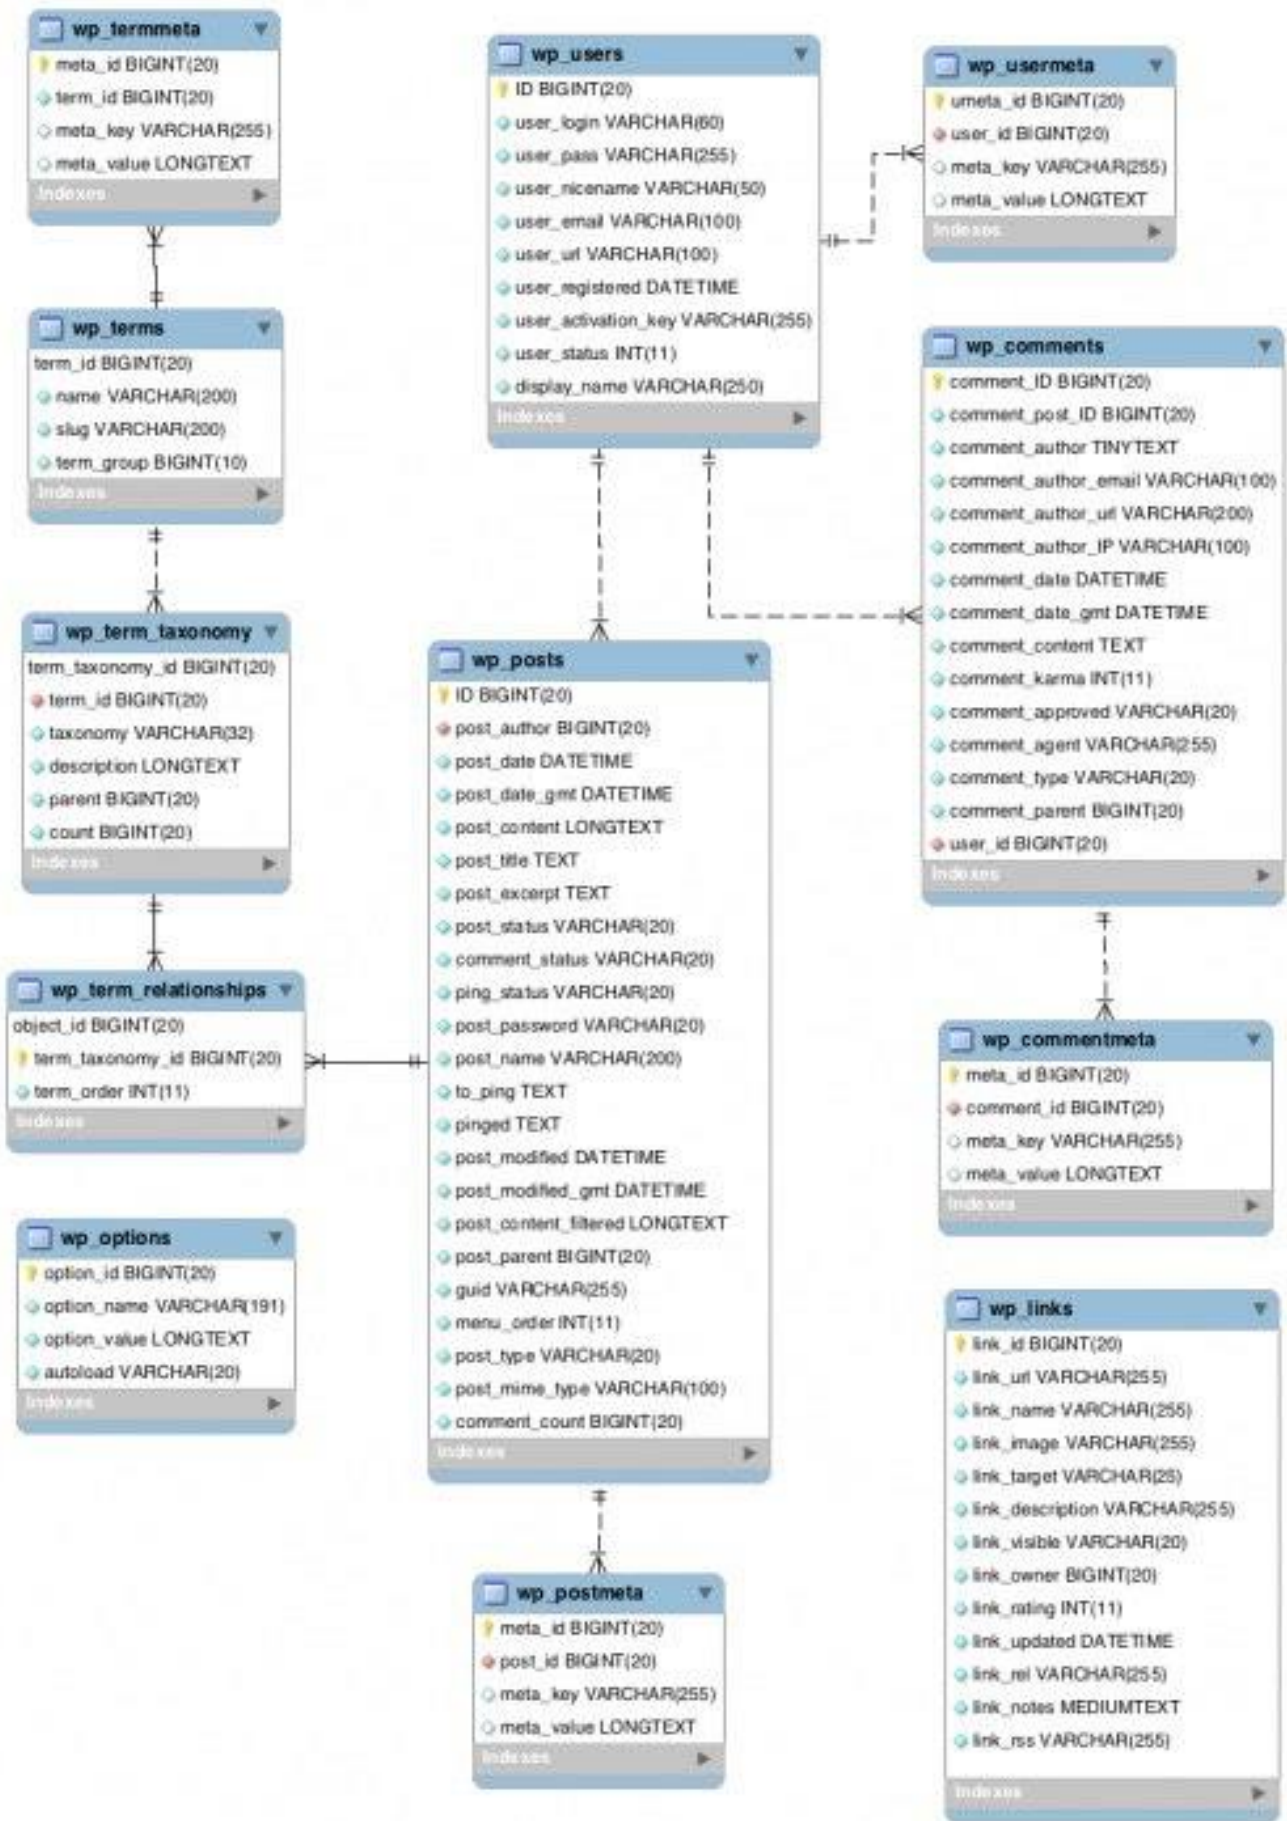 wp_termmeta
meta_id BIGINT(20)
term_id BIGINT(20)
meta_key VARCHAR(255)
meta_value LONGTEXT
Indexes
wp_terms
term_id BIGINT(20)
name VARCHAR(200)
slug VARCHAR(200)
term_group BIGINT(10)
Indexes
wp_term_taxonomy
term_taxonomy_id BIGINT(20)
term_id BIGINT(20)
taxonomy VARCHAR(32)
description LONGTEXT
parent BIGINT(20)
count BIGINT(20)
Indexes
wp_term_relationships
object_id BIGINT(20)
term_taxonomy_id BIGINT(20)
term_order INT(11)
Indexes
wp_options
option_id BIGINT(20)
option_name VARCHAR(191)
option_value LONGTEXT
autoload VARCHAR(20)
Indexes
wp_users
ID BIGINT(20)
user_login VARCHAR(60)
user_pass VARCHAR(255)
user_nicename VARCHAR(50)
user_email VARCHAR(100)
user_url VARCHAR(100)
user_registered DATETIME
user_activation_key VARCHAR(255)
user_status INT(11)
display_name VARCHAR(250)
Indexes
wp_posts
ID BIGINT(20)
post_author BIGINT(20)
post_date DATETIME
post_date_gmt DATETIME
post_content LONGTEXT
post_title TEXT
post_excerpt TEXT
post_status VARCHAR(20)
comment_status VARCHAR(20)
ping_status VARCHAR(20)
post_password VARCHAR(20)
post_name VARCHAR(200)
to_ping TEXT
pinged TEXT
post_modified DATETIME
post_modified_gmt DATETIME
post_content_filtered LONGTEXT
post_parent BIGINT(20)
guid VARCHAR(255)
menu_order INT(11)
post_type VARCHAR(20)
post_mime_type VARCHAR(100)
comment_count BIGINT(20)
Indexes
wp_postmeta
meta_id BIGINT(20)
post_id BIGINT(20)
meta_key VARCHAR(255)
meta_value LONGTEXT
Indexes
wp_usermeta
umeta_id BIGINT(20)
user_id BIGINT(20)
meta_key VARCHAR(255)
meta_value LONGTEXT
Indexes
wp_comments
comment_ID BIGINT(20)
comment_post_ID BIGINT(20)
comment_author TINYTEXT
comment_author_email VARCHAR(100)
comment_author_url VARCHAR(200)
comment_author_IP VARCHAR(100)
comment_date DATETIME
comment_date_gmt DATETIME
comment_content TEXT
comment_karma INT(11)
comment_approved VARCHAR(20)
comment_agent VARCHAR(255)
comment_type VARCHAR(20)
comment_parent BIGINT(20)
user_id BIGINT(20)
Indexes
wp_commentmeta
meta_id BIGINT(20)
comment_id BIGINT(20)
meta_key VARCHAR(255)
meta_value LONGTEXT
Indexes
wp_links
link_id BIGINT(20)
link_url VARCHAR(255)
link_name VARCHAR(255)
link_image VARCHAR(255)
link_target VARCHAR(25)
link_description VARCHAR(255)
link_visible VARCHAR(20)
link_owner BIGINT(20)
link_rating INT(11)
link_updated DATETIME
link_rel VARCHAR(255)
link_notes MEDIUMTEXT
link_rss VARCHAR(255)
Indexes